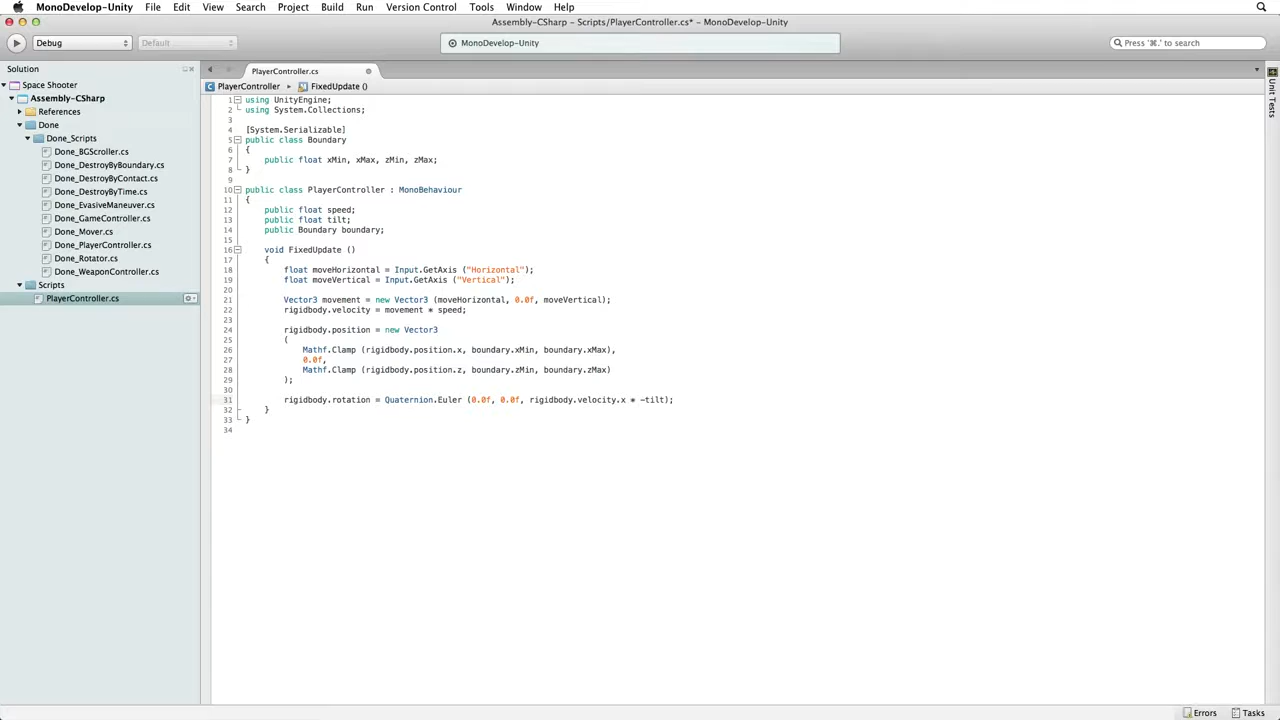 MonoDevelop-Unity File Edit View Search Project Build Run Version Control Tools Window Help
Assembly-CSharp – Scripts/PlayerController.cs* – MonoDevelop-Unity
Debug Default MonoDevelop-Unity Press '⌘.' to search
Solution
Space Shooter
Assembly-CSharp
References
Done
Done_Scripts
Done_BGScroller.cs
Done_DestroyByBoundary.cs
Done_DestroyByContact.cs
Done_DestroyByTime.cs
Done_EvasiveManeuver.cs
Done_GameController.cs
Done_Mover.cs
Done_PlayerController.cs
Done_Rotator.cs
Done_WeaponController.cs
Scripts
PlayerController.cs
PlayerController.cs
PlayerController FixedUpdate ()
1 using UnityEngine;
2 using System.Collections;
3
4 [System.Serializable]
5 public class Boundary
6 {
7 public float xMin, xMax, zMin, zMax;
8 }
9
10 public class PlayerController : MonoBehaviour
11 {
12 public float speed;
13 public float tilt;
14 public Boundary boundary;
15
16 void FixedUpdate ()
17 {
18 float moveHorizontal = Input.GetAxis ("Horizontal");
19 float moveVertical = Input.GetAxis ("Vertical");
20
21 Vector3 movement = new Vector3 (moveHorizontal, 0.0f, moveVertical);
22 rigidbody.velocity = movement * speed;
23
24 rigidbody.position = new Vector3
25 (
26 Mathf.Clamp (rigidbody.position.x, boundary.xMin, boundary.xMax),
27 0.0f,
28 Mathf.Clamp (rigidbody.position.z, boundary.zMin, boundary.zMax)
29 );
30
31 rigidbody.rotation = Quaternion.Euler (0.0f, 0.0f, rigidbody.velocity.x * -tilt);
32 }
33 }
34
Unit Tests
Errors Tasks